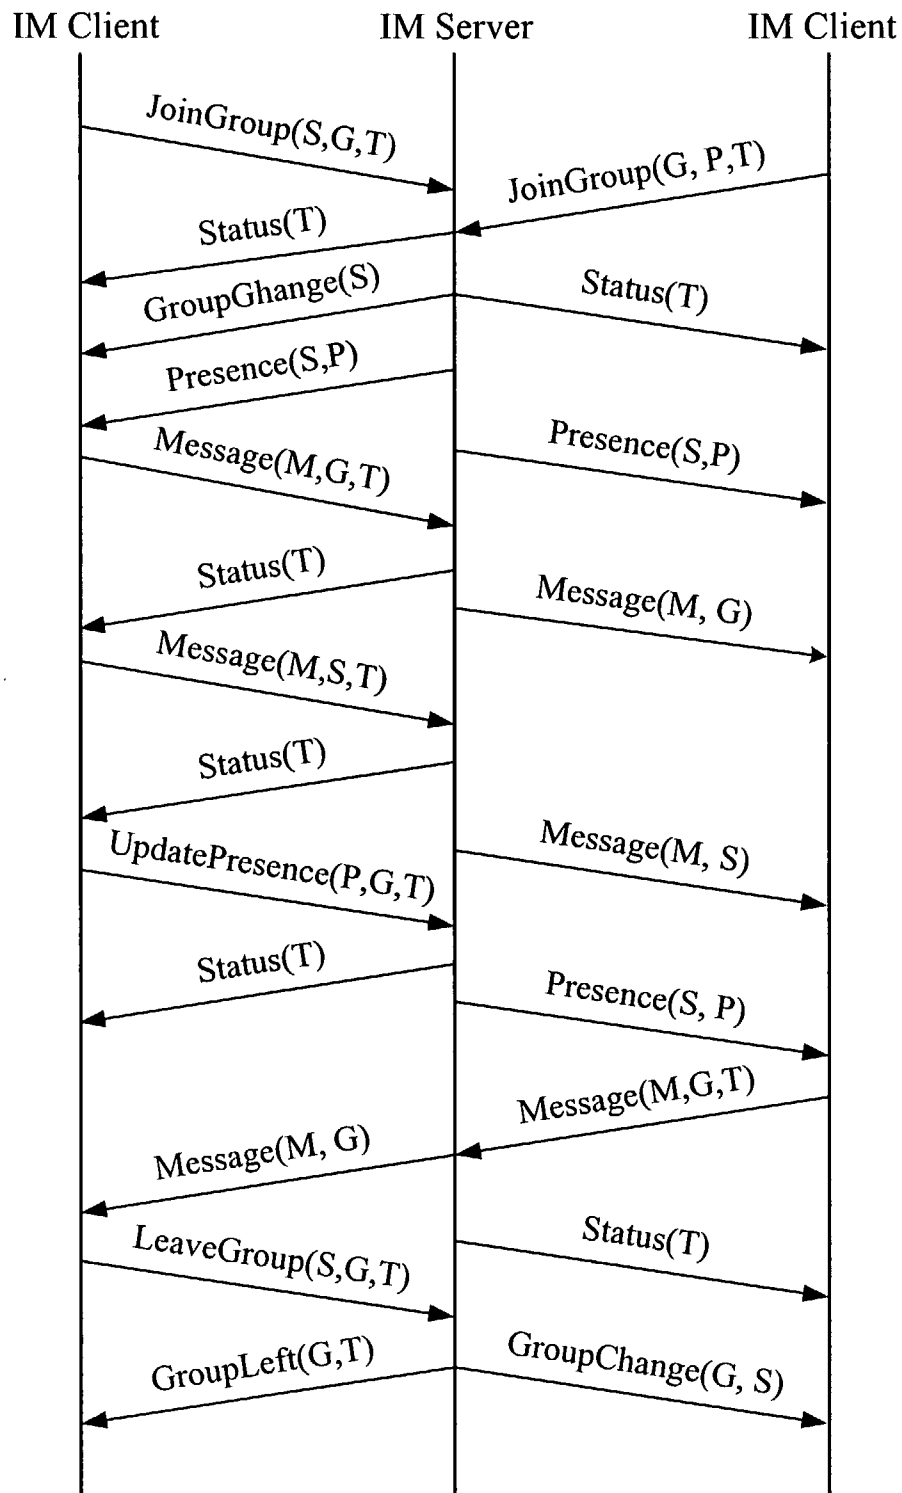 IM Client IM Server IM Client
JoinGroup(S,G,T)
JoinGroup(G, P,T)
Status(T)
GroupGhange(S)
Status(T)
Presence(S,P)
Message(M,G,T)
Presence(S,P)
Status(T)
Message(M, G)
Message(M,S,T)
Status(T)
Message(M, S)
UpdatePresence(P,G,T)
Status(T)
Presence(S, P)
Message(M,G,T)
Message(M, G)
Status(T)
LeaveGroup(S,G,T)
GroupLeft(G,T)
GroupChange(G, S)